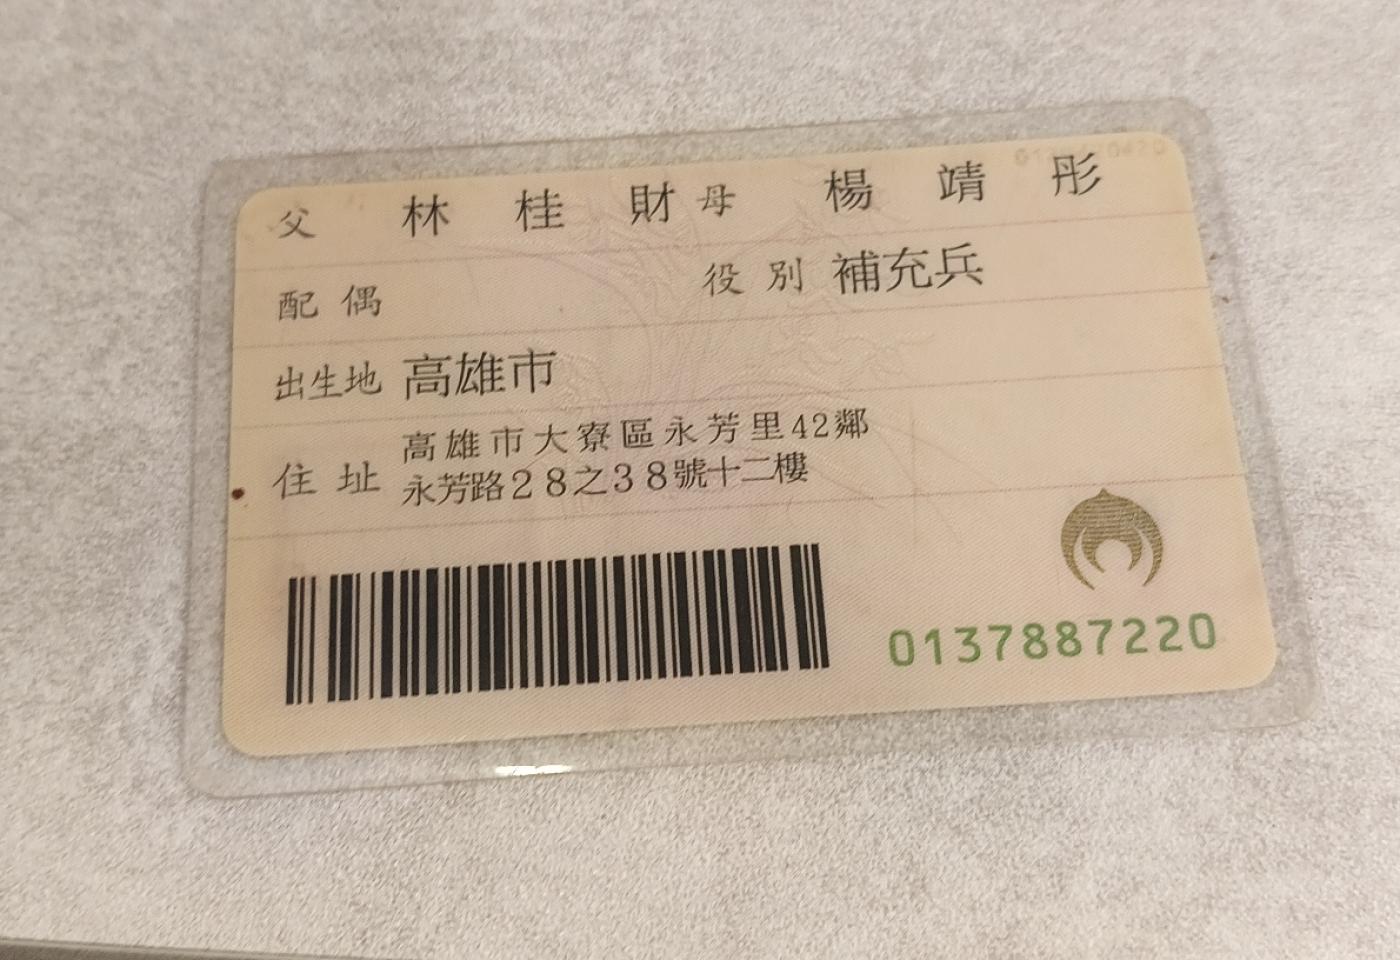 父 林桂財 母 楊靖彤
配偶 役別 補充兵
出生地 高雄市
住址 高雄市大寮區永芳里42鄰
永芳路28之38號十二樓
0137887220